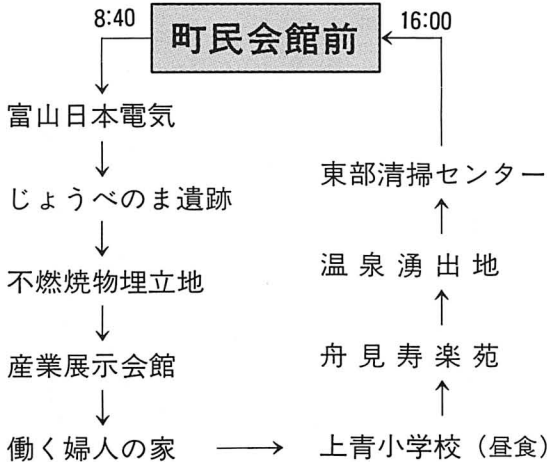 8:40
町民会館前
16:00
富山日本電気
じょうべのま遺跡
不燃焼物埋立地
産業展示会館
働く婦人の家
上青小学校（昼食）
舟見寿楽苑
温泉湧出地
東部清掃センター